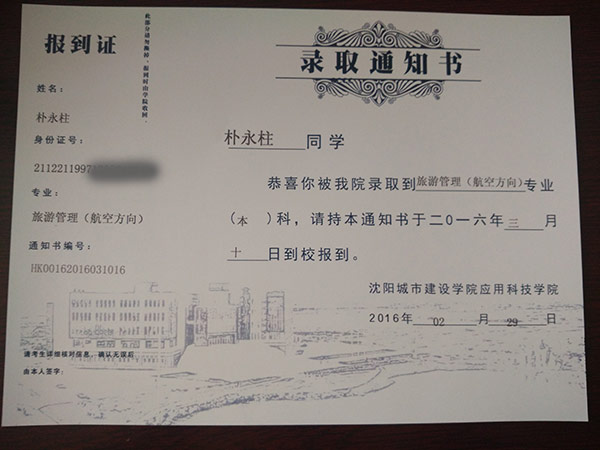 报到证
此部分请勿撕掉，报到时由学院收回。
姓名：
朴永柱
身份证号：
211221199
专业：
旅游管理（航空方向）
通知书编号：
HK00162016031016
请考生详细核对信息，确认无误后
由本人签字：
录取通知书
朴永柱 同学
恭喜你被我院录取到旅游管理（航空方向）专业
（本）科，请持本通知书于二0一六年三月
十日到校报到。
沈阳城市建设学院应用科技学院
2016年 02 月 29 日